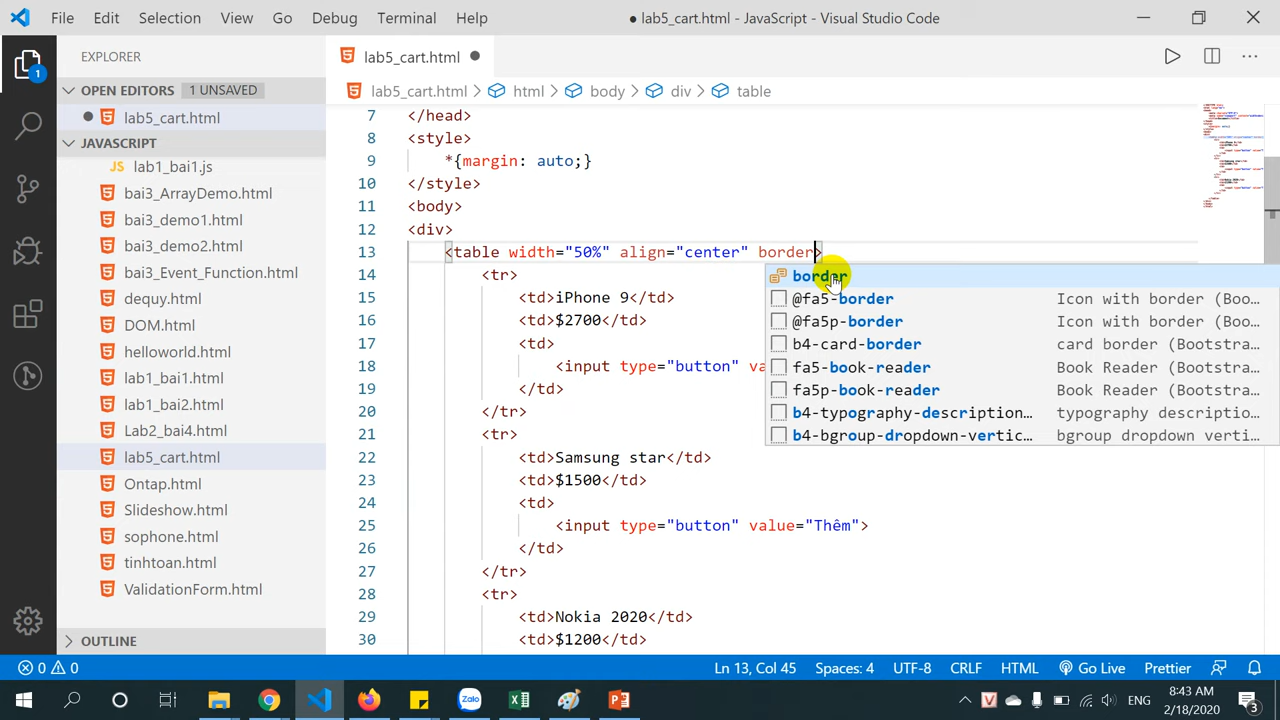 File Edit Selection View Go Debug Terminal Help ● lab5_cart.html - JavaScript - Visual Studio Code
EXPLORER
OPEN EDITORS 1 UNSAVED
lab5_cart.html
JAVASCRIPT
JS lab1_bai1.js
bai3_ArrayDemo.html
bai3_demo1.html
bai3_demo2.html
bai3_Event_Function.html
dequy.html
DOM.html
helloworld.html
lab1_bai1.html
lab1_bai2.html
Lab2_bai4.html
lab5_cart.html
Ontap.html
Slideshow.html
sophone.html
tinhtoan.html
ValidationForm.html
OUTLINE
1
lab5_cart.html
lab5_cart.html > html > body > div > table
7 </head>
8 <style>
9 *{margin: auto;}
10 </style>
11 <body>
12 <div>
13 <table width="50%" align="center" border>
14 <tr>
15 <td>iPhone 9</td>
16 <td>$2700</td>
17 <td>
18 <input type="button" va
19 </td>
20 </tr>
21 <tr>
22 <td>Samsung star</td>
23 <td>$1500</td>
24 <td>
25 <input type="button" value="Thêm">
26 </td>
27 </tr>
28 <tr>
29 <td>Nokia 2020</td>
30 <td>$1200</td>
border
@fa5-border Icon with border (Boo…
@fa5p-border Icon with border (Boo…
b4-card-border card border (Bootstra…
fa5-book-reader Book Reader (Bootstra…
fa5p-book-reader Book Reader (Bootstra…
b4-typography-description… typography descriptio…
b4-bgroup-dropdown-vertic… bgroup dropdown verti…
0 0 Ln 13, Col 45 Spaces: 4 UTF-8 CRLF HTML Go Live Prettier
Zalo ENG 8:43 AM
2/18/2020 3